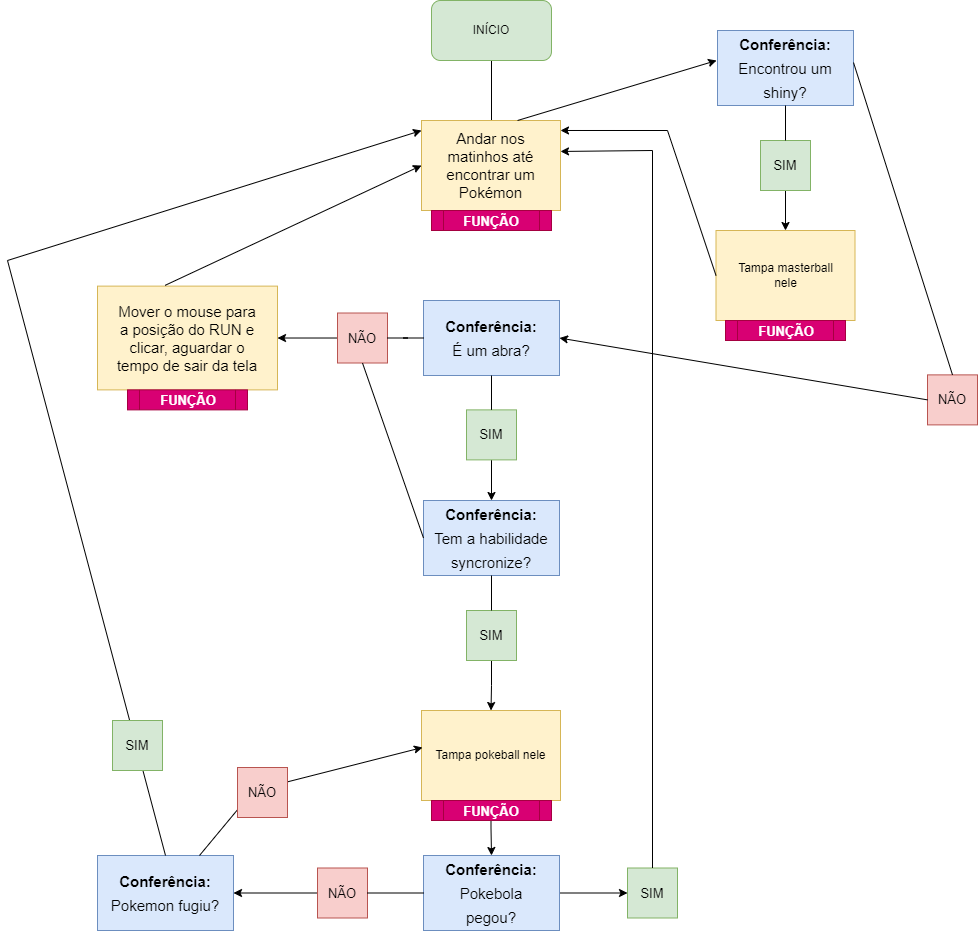 INÍCIO
Conferência:
Encontrou um
shiny?
Andar nos
matinhos até
encontrar um
Pokémon
FUNÇÃO
SIM
Tampa masterball
nele
FUNÇÃO
Mover o mouse para
a posição do RUN e
clicar, aguardar o
tempo de sair da tela
FUNÇÃO
NÃO
Conferência:
É um abra?
NÃO
SIM
Conferência:
Tem a habilidade
syncronize?
SIM
Tampa pokeball nele
FUNÇÃO
SIM
NÃO
Conferência:
Pokemon fugiu?
NÃO
Conferência:
Pokebola
pegou?
SIM